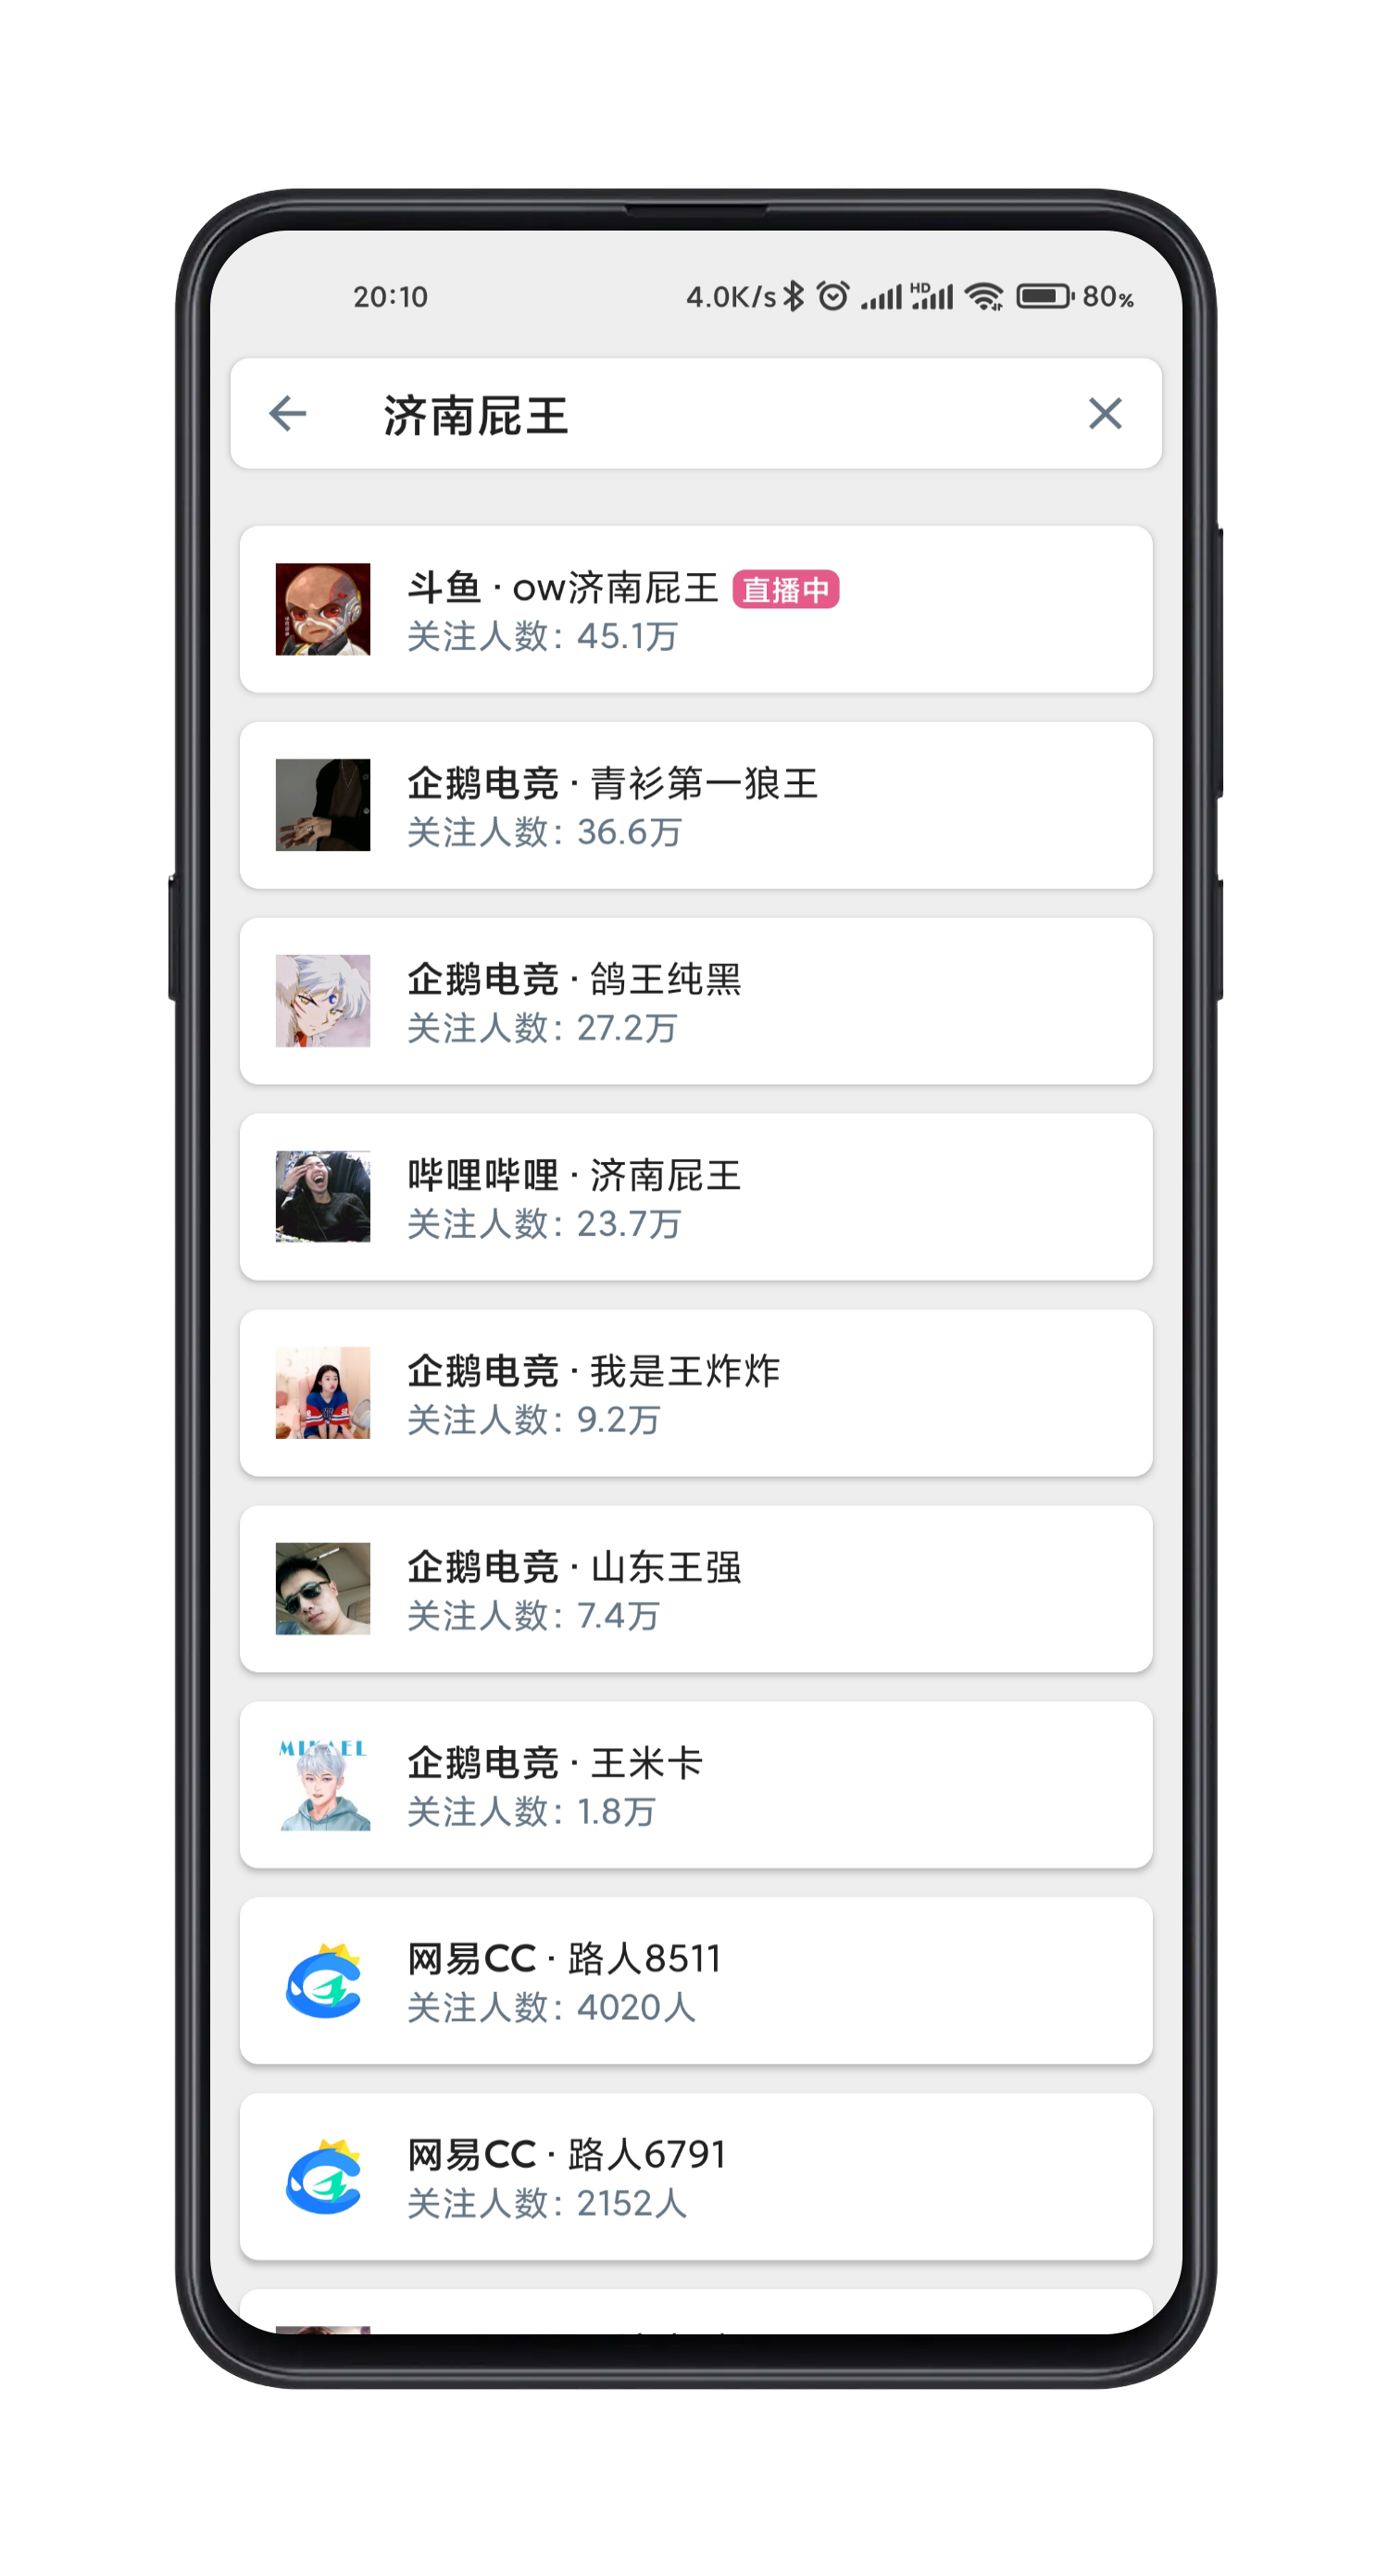 20:10 4.0K/s HD 80%
济南屁王
斗鱼 · ow济南屁王 直播中
关注人数: 45.1万
企鹅电竞 · 青衫第一狼王
关注人数: 36.6万
企鹅电竞 · 鸽王纯黑
关注人数: 27.2万
哔哩哔哩 · 济南屁王
关注人数: 23.7万
企鹅电竞 · 我是王炸炸
关注人数: 9.2万
企鹅电竞 · 山东王强
关注人数: 7.4万
MIKAEL
企鹅电竞 · 王米卡
关注人数: 1.8万
网易CC · 路人8511
关注人数: 4020人
网易CC · 路人6791
关注人数: 2152人